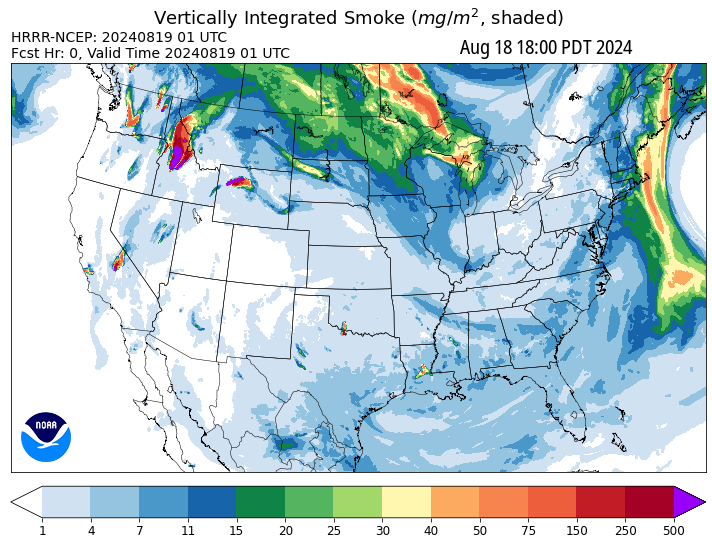 Vertically Integrated Smoke (mg/m², shaded)
HRRR-NCEP: 20240819 01 UTC
Fcst Hr: 0, Valid Time 20240819 01 UTC
Aug 18 18:00 PDT 2024
NOAA
1 4 7 11 15 20 25 30 40 50 75 150 250 500